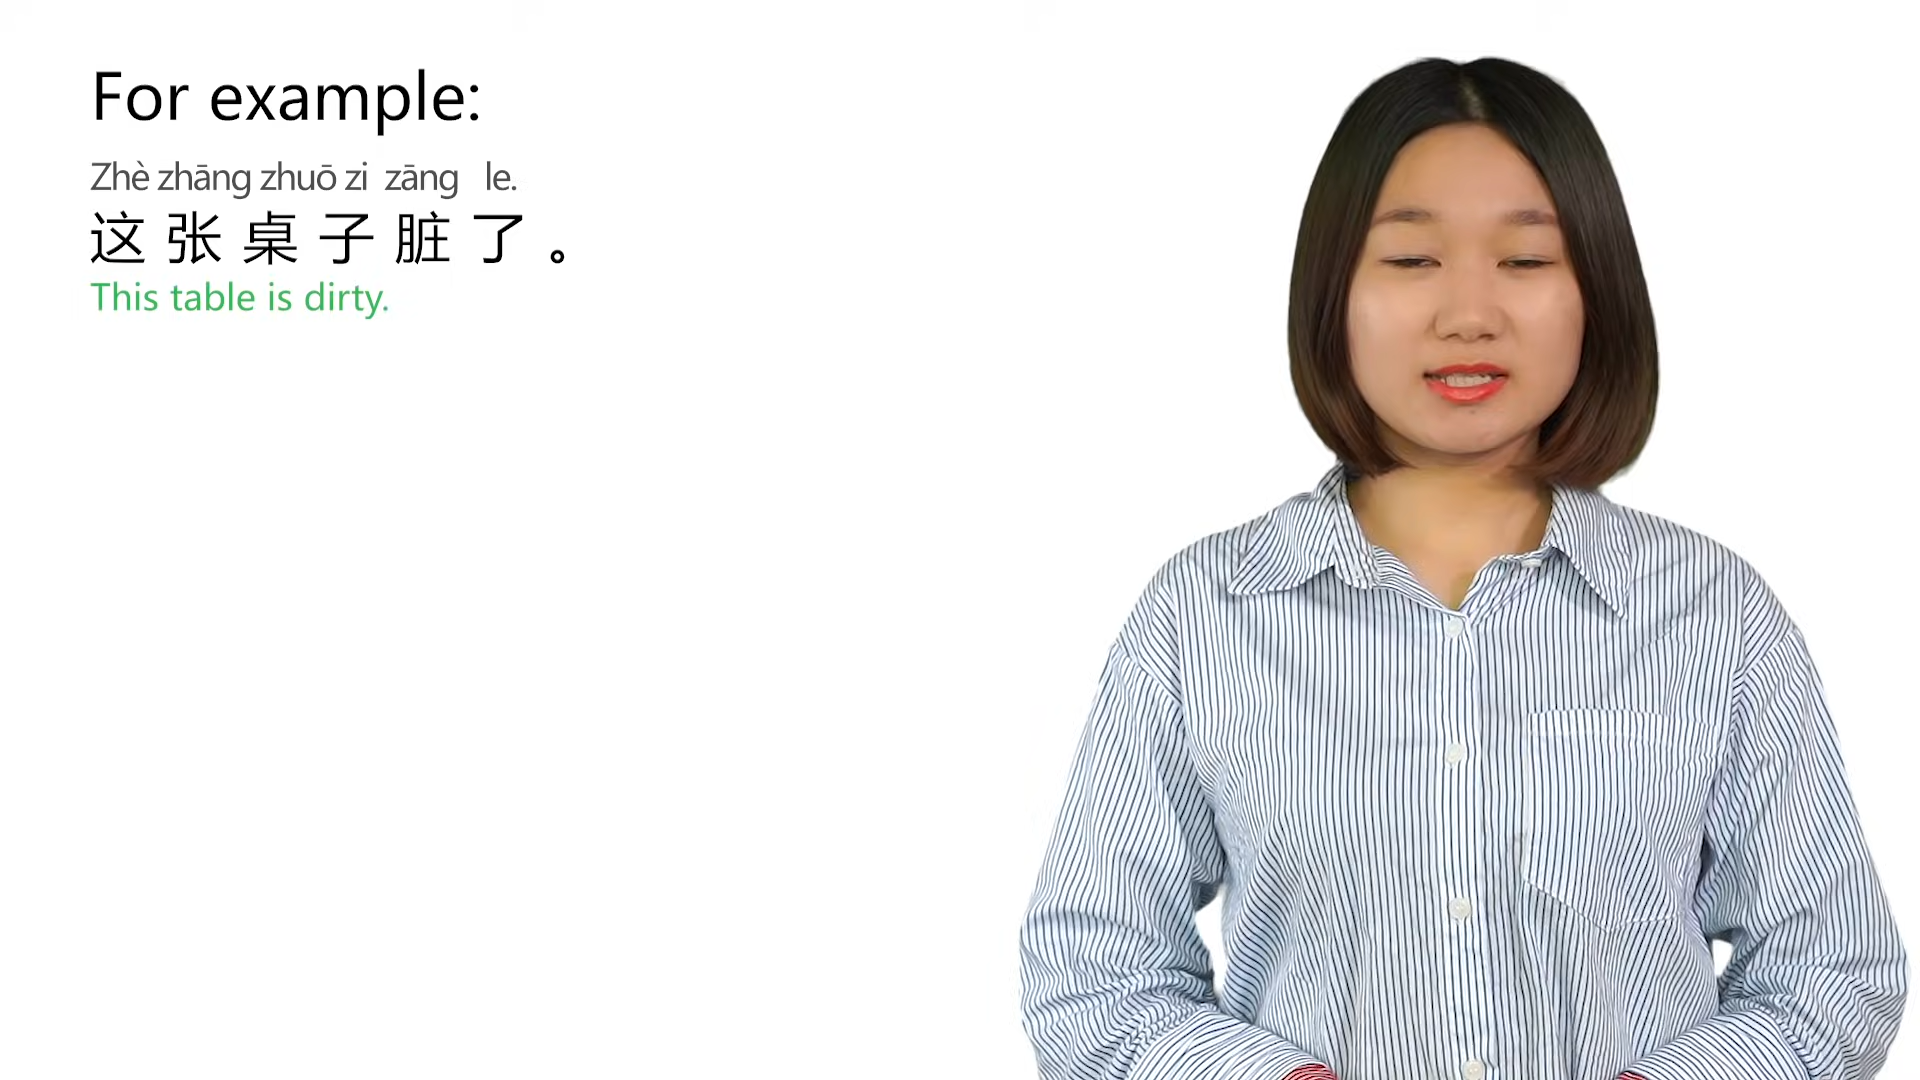 For example:
Zhè zhāng zhuō zi zāng le.
这张桌子脏了。
This table is dirty.